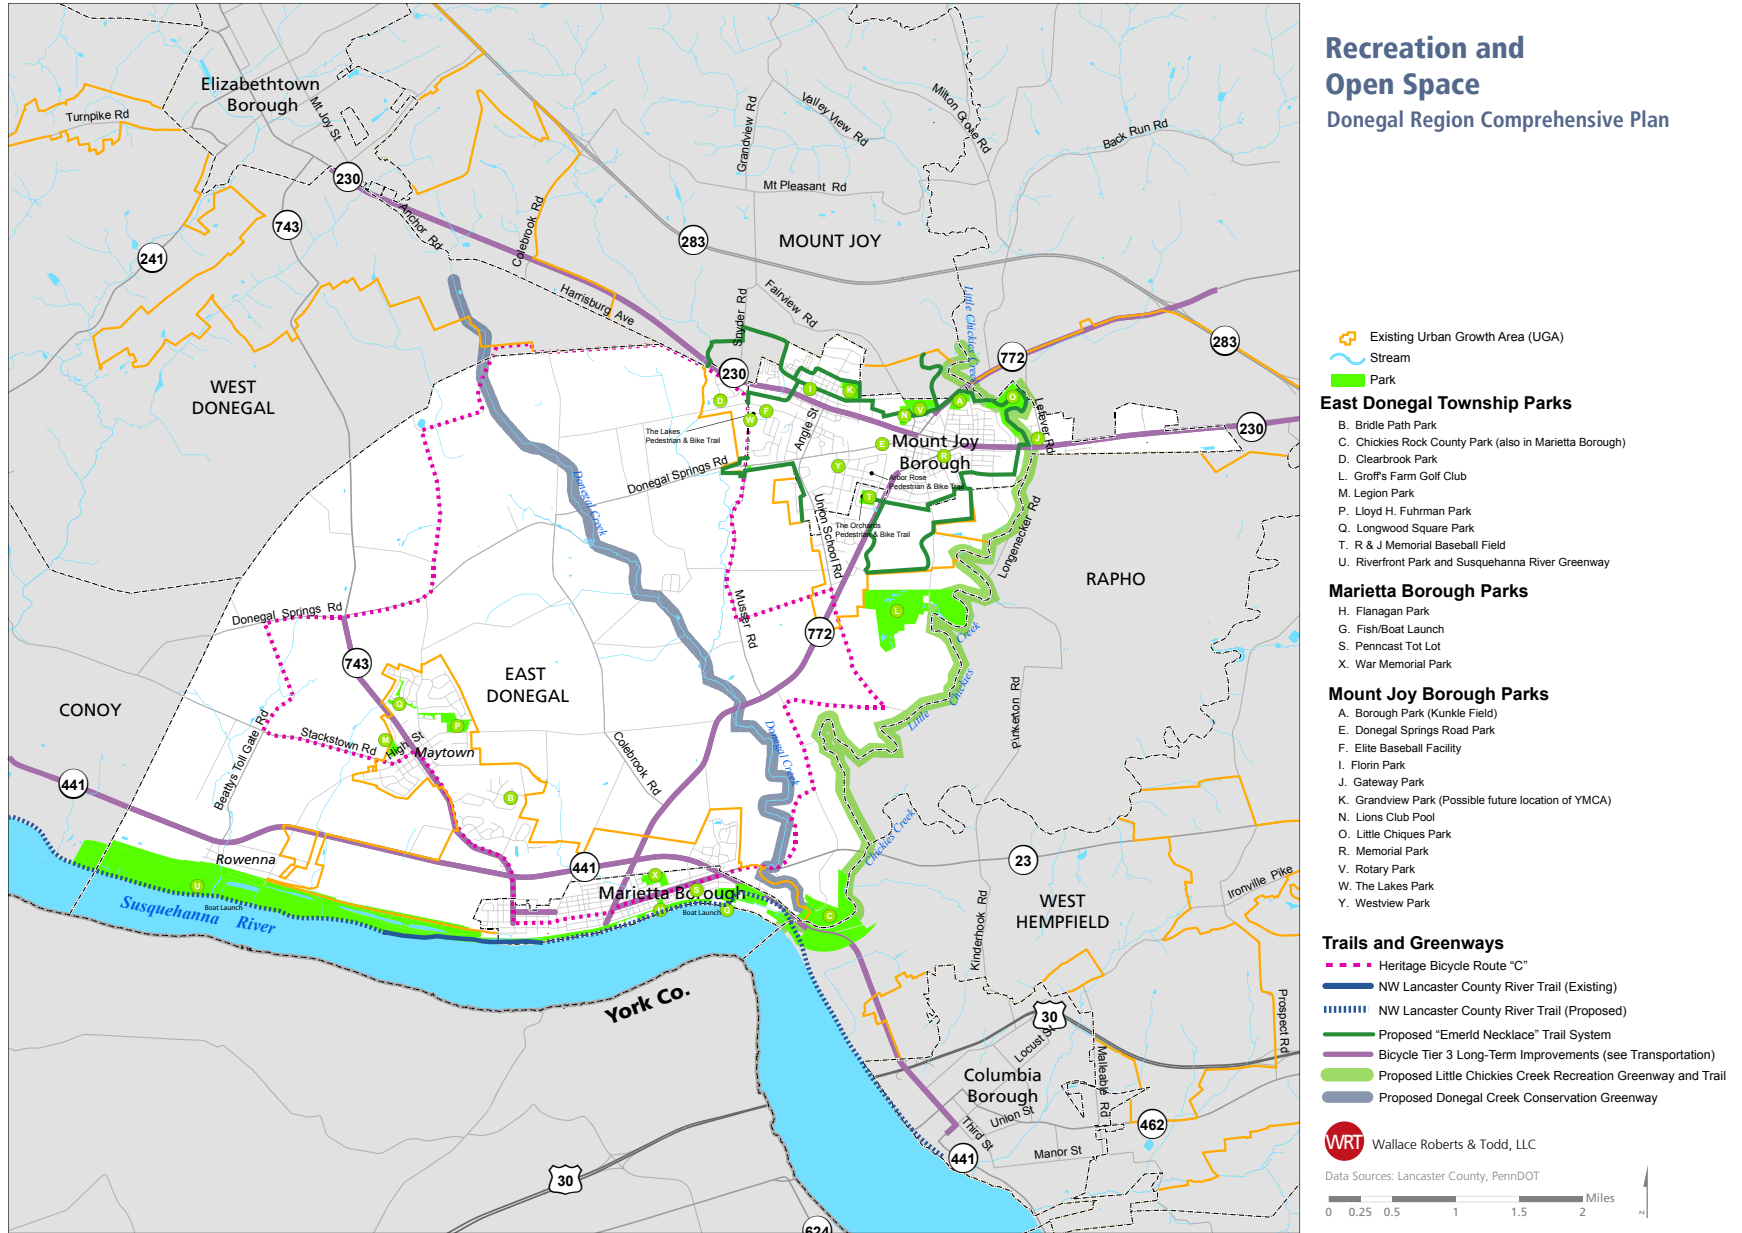 Recreation and
Open Space
Donegal Region Comprehensive Plan
Existing Urban Growth Area (UGA)
Stream
Park
East Donegal Township Parks
B. Bridle Path Park
C. Chickies Rock County Park (also in Marietta Borough)
D. Clearbrook Park
L. Groff's Farm Golf Club
M. Legion Park
P. Lloyd H. Fuhrman Park
Q. Longwood Square Park
T. R & J Memorial Baseball Field
U. Riverfront Park and Susquehanna River Greenway
Marietta Borough Parks
H. Flanagan Park
G. Fish/Boat Launch
S. Penncast Tot Lot
X. War Memorial Park
Mount Joy Borough Parks
A. Borough Park (Kunkle Field)
E. Donegal Springs Road Park
F. Elite Baseball Facility
I. Florin Park
J. Gateway Park
K. Grandview Park (Possible future location of YMCA)
N. Lions Club Pool
O. Little Chiques Park
R. Memorial Park
V. Rotary Park
W. The Lakes Park
Y. Westview Park
Trails and Greenways
Heritage Bicycle Route “C”
NW Lancaster County River Trail (Existing)
NW Lancaster County River Trail (Proposed)
Proposed “Emerld Necklace” Trail System
Bicycle Tier 3 Long-Term Improvements (see Transportation)
Proposed Little Chickies Creek Recreation Greenway and Trail
Proposed Donegal Creek Conservation Greenway
WRT
Wallace Roberts & Todd, LLC
Data Sources: Lancaster County, PennDOT
Miles
0 0.25 0.5 1 1.5 2
z
Elizabethtown
Borough
Turnpike Rd
Mt Joy St
230
743
241
Anchor Rd
Colebrook Rd
Harrisburg Ave
283
Grandview Rd
Valley View Rd
Milton Grove Rd
Back Run Rd
Mt Pleasant Rd
MOUNT JOY
Snyder Rd
Fairview Rd
Little Chickies Creek
772
283
230
230
WEST
DONEGAL
D
F
W
I
K
N
V
A
O
J
E
R
Y
T
Lefever Rd
Angle St
Mount Joy
Borough
The Lakes
Pedestrian & Bike Trail
Arbor Rose
Pedestrian & Bike Trail
The Orchards
Pedestrian & Bike Trail
Donegal Springs Rd
Donegal Creek
Union School Rd
Longenecker Rd
RAPHO
L
Musser Rd
772
Donegal Springs Rd
743
EAST
DONEGAL
CONOY
Q
P
M
High St
Maytown
Stackstown Rd
Beattys Toll Gate Rd
Colebrook Rd
Donegal Creek
Little Chickies Creek
Pinkerton Rd
Chickies Creek
441
B
Rowenna
U
Boat Launch
Susquehanna River
441
X
Marietta Borough
S
H
G
Boat Launch
C
23
WEST
HEMPFIELD
Ironville Pike
Kinderhook Rd
Prospect Rd
York Co.
30
Locust St
Malleable Rd
Columbia
Borough
Union St
Third St
Manor St
462
441
30
624